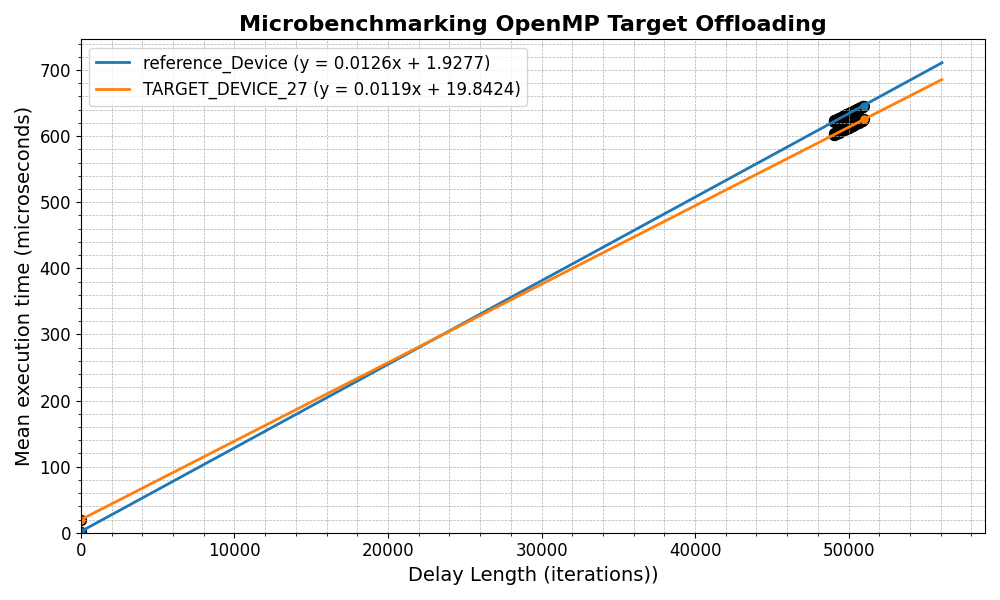 Microbenchmarking OpenMP Target Offloading
reference_Device (y = 0.0126x + 1.9277)
TARGET_DEVICE_27 (y = 0.0119x + 19.8424)
Mean execution time (microseconds)
700
600
500
400
300
200
100
0
0 10000 20000 30000 40000 50000
Delay Length (iterations))